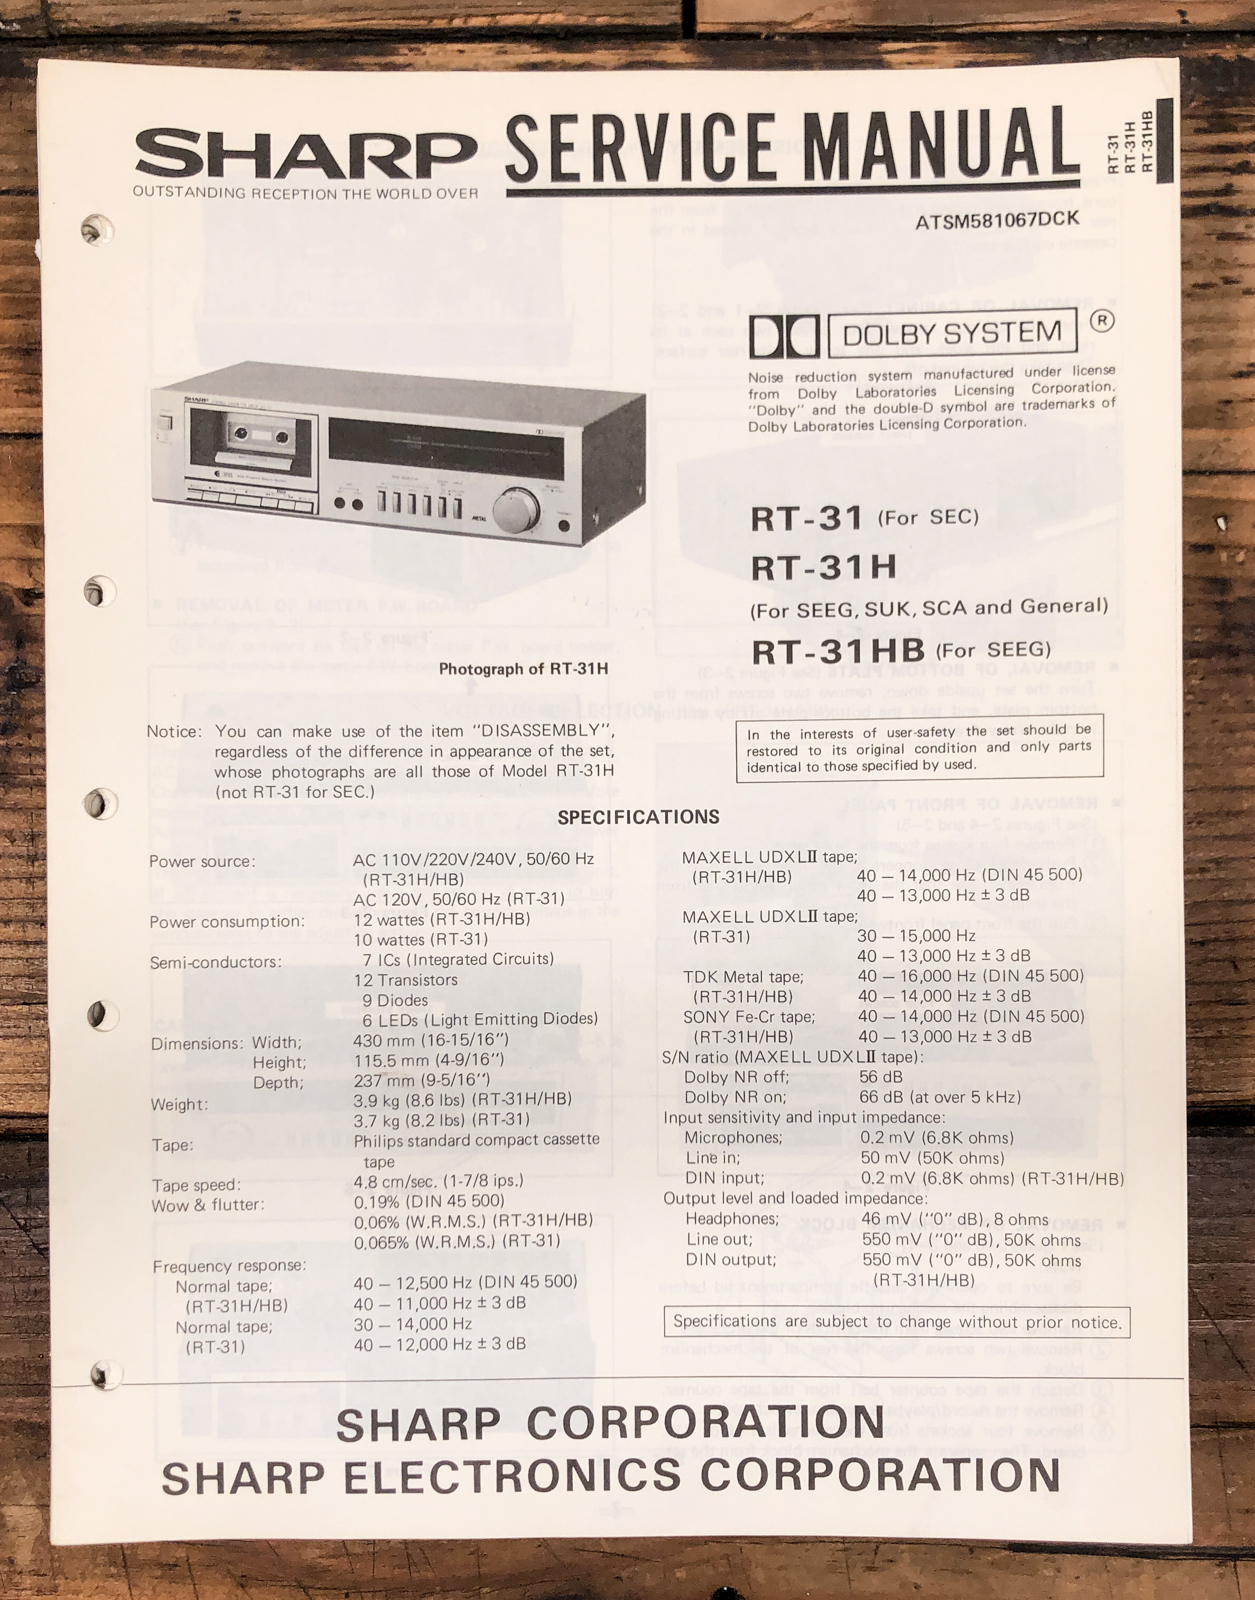 SHARP SERVICE MANUAL
OUTSTANDING RECEPTION THE WORLD OVER
RT-31
RT-31H
RT-31HB
ATSM581067DCK
DOLBY SYSTEM ®
Noise reduction system manufactured under license
from Dolby Laboratories Licensing Corporation.
"Dolby" and the double-D symbol are trademarks of
Dolby Laboratories Licensing Corporation.
SHARP
METAL
RT-31 (For SEC)
RT-31H
(For SEEG, SUK, SCA and General)
RT-31HB (For SEEG)
Photograph of RT-31H
Notice: You can make use of the item "DISASSEMBLY",
regardless of the difference in appearance of the set,
whose photographs are all those of Model RT-31H
(not RT-31 for SEC.)
In the interests of user-safety the set should be
restored to its original condition and only parts
identical to those specified by used.
SPECIFICATIONS
Power source: AC 110V/220V/240V, 50/60 Hz
(RT-31H/HB)
AC 120V, 50/60 Hz (RT-31)
Power consumption: 12 wattes (RT-31H/HB)
10 wattes (RT-31)
Semi-conductors: 7 ICs (Integrated Circuits)
12 Transistors
9 Diodes
6 LEDs (Light Emitting Diodes)
Dimensions: Width; 430 mm (16-15/16'')
Height; 115.5 mm (4-9/16'')
Depth; 237 mm (9-5/16'')
Weight: 3.9 kg (8.6 lbs) (RT-31H/HB)
3.7 kg (8.2 lbs) (RT-31)
Tape: Philips standard compact cassette
tape
Tape speed: 4.8 cm/sec. (1-7/8 ips.)
Wow & flutter: 0.19% (DIN 45 500)
0.06% (W.R.M.S.) (RT-31H/HB)
0.065% (W.R.M.S.) (RT-31)
Frequency response:
Normal tape; 40 – 12,500 Hz (DIN 45 500)
(RT-31H/HB) 40 – 11,000 Hz ± 3 dB
Normal tape; 30 – 14,000 Hz
(RT-31) 40 – 12,000 Hz ± 3 dB
MAXELL UDXLII tape;
(RT-31H/HB) 40 – 14,000 Hz (DIN 45 500)
40 – 13,000 Hz ± 3 dB
MAXELL UDXLII tape;
(RT-31) 30 – 15,000 Hz
40 – 13,000 Hz ± 3 dB
TDK Metal tape; 40 – 16,000 Hz (DIN 45 500)
(RT-31H/HB) 40 – 14,000 Hz ± 3 dB
SONY Fe-Cr tape; 40 – 14,000 Hz (DIN 45 500)
(RT-31H/HB) 40 – 13,000 Hz ± 3 dB
S/N ratio (MAXELL UDXLII tape):
Dolby NR off; 56 dB
Dolby NR on; 66 dB (at over 5 kHz)
Input sensitivity and input impedance:
Microphones; 0.2 mV (6.8K ohms)
Line in; 50 mV (50K ohms)
DIN input; 0.2 mV (6.8K ohms) (RT-31H/HB)
Output level and loaded impedance:
Headphones; 46 mV ("0" dB), 8 ohms
Line out; 550 mV ("0" dB), 50K ohms
DIN output; 550 mV ("0" dB), 50K ohms
(RT-31H/HB)
Specifications are subject to change without prior notice.
SHARP CORPORATION
SHARP ELECTRONICS CORPORATION